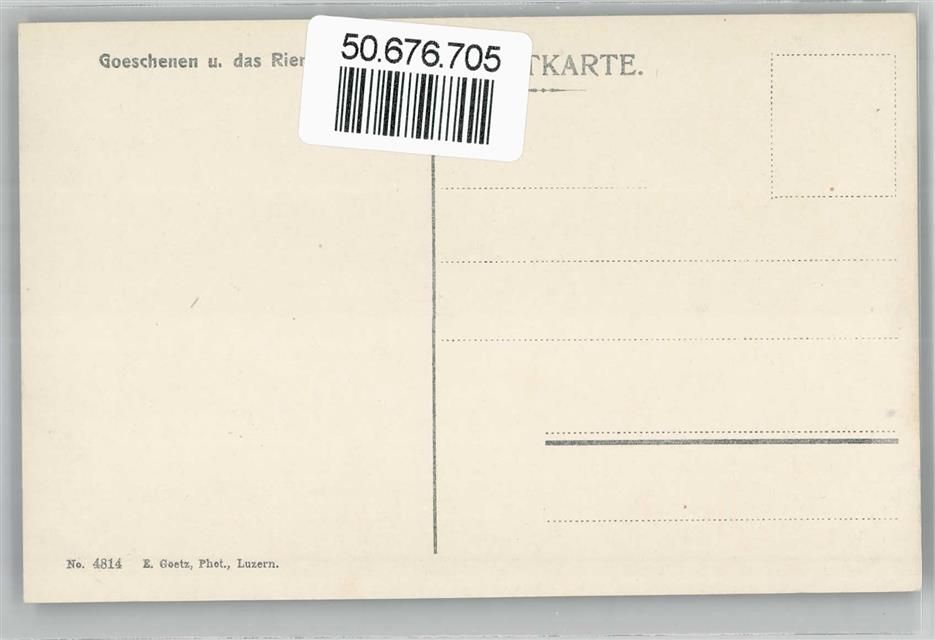 Goeschenen u. das Rien
50.676.705
TKARTE.
No. 4814 E. Goetz, Phot., Luzern.